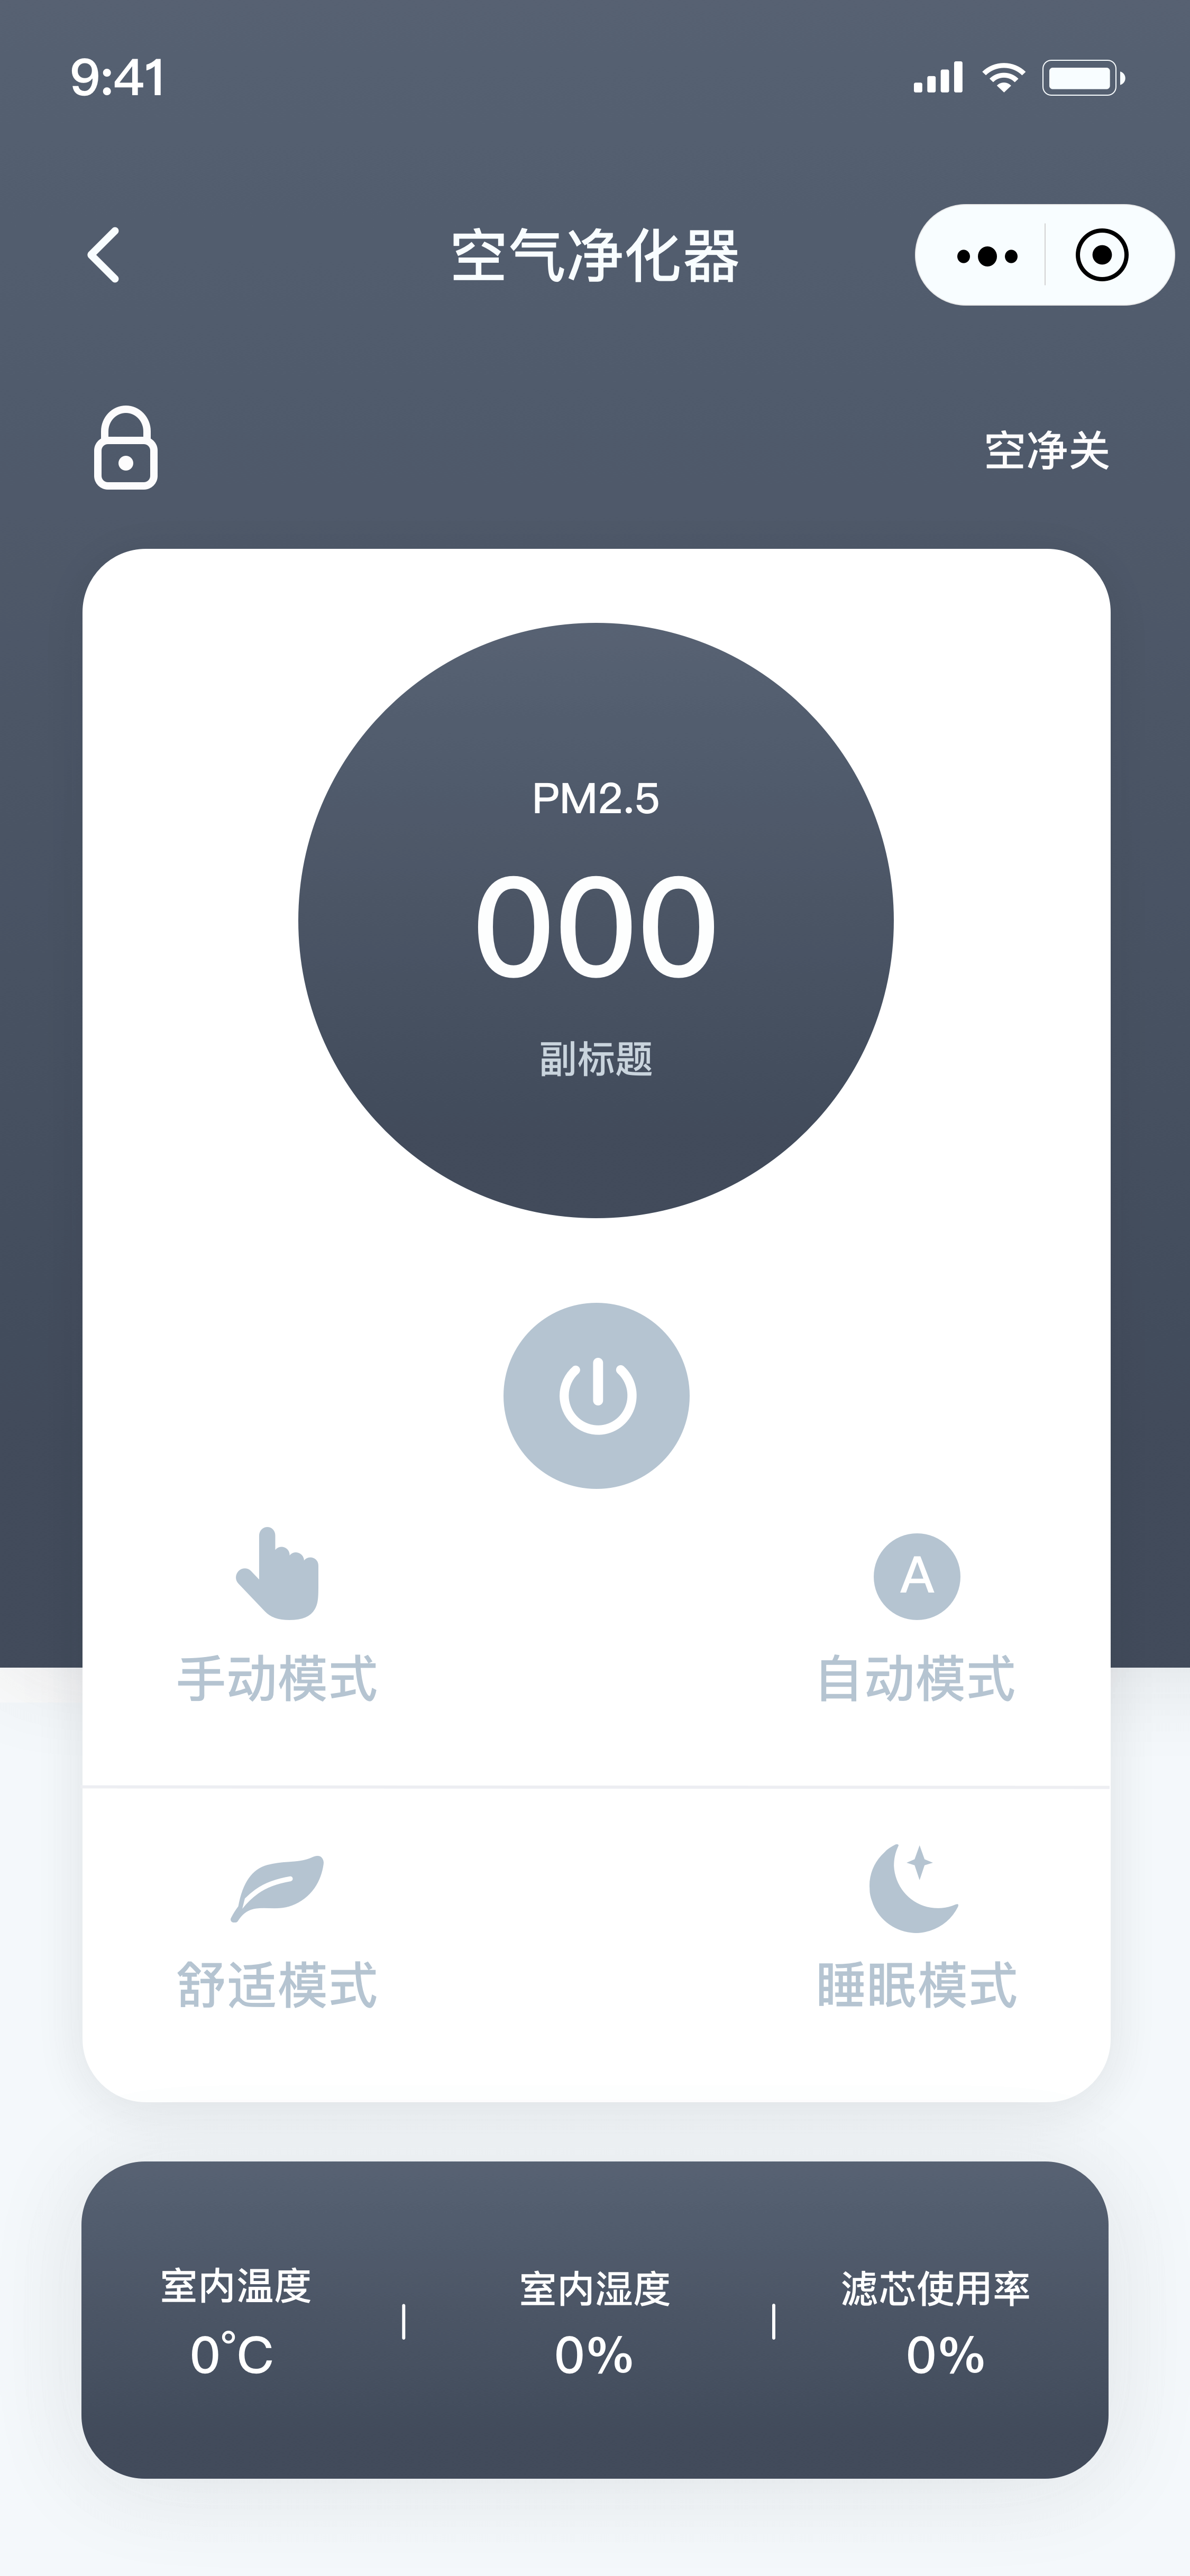 9:41
空气净化器
空净关
PM2.5
000
副标题
A
手动模式
自动模式
舒适模式
睡眠模式
室内温度
室内湿度
滤芯使用率
0°C
0%
0%